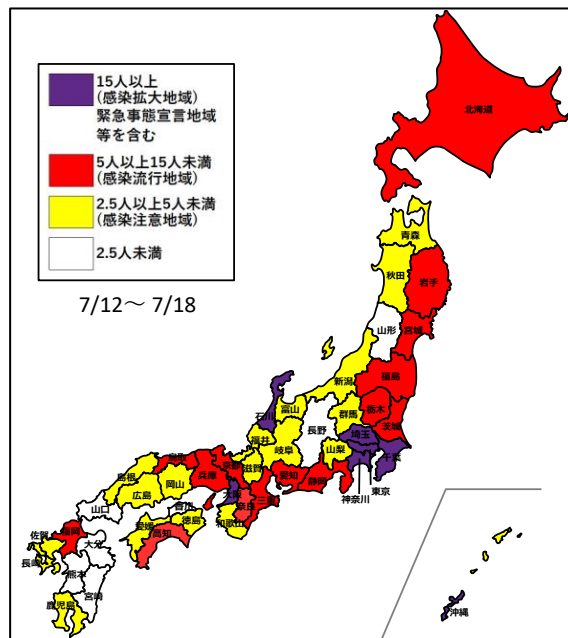 15人以上
(感染拡大地域)
緊急事態宣言地域
等を含む
5人以上15人未満
(感染流行地域)
2.5人以上5人未満
(感染注意地域)
2.5人未満
7/12～ 7/18
北海道
青森
秋田
岩手
山形
宮城
新潟
福島
石川
富山
群馬
栃木
茨城
福井
長野
埼玉
岐阜
山梨
千葉
鳥取
京都
滋賀
愛知
静岡
東京
神奈川
島根
岡山
兵庫
広島
大阪
奈良
三重
山口
香川
和歌山
愛媛
徳島
高知
佐賀
福岡
大分
長崎
熊本
宮崎
鹿児島
沖縄